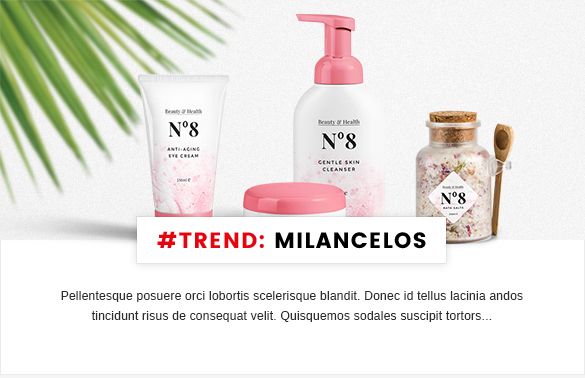 Beauty & Health
Nº8
ANTI-AGING
EYE CREAM
150ml e
Beauty & Health
Nº8
GENTLE SKIN
CLEANSER
Beauty & Health
Nº8
BATH SALTS
#TREND: MILANCELOS
Pellentesque posuere orci lobortis scelerisque blandit. Donec id tellus lacinia andos
tincidunt risus de consequat velit. Quisquemos sodales suscipit tortors...